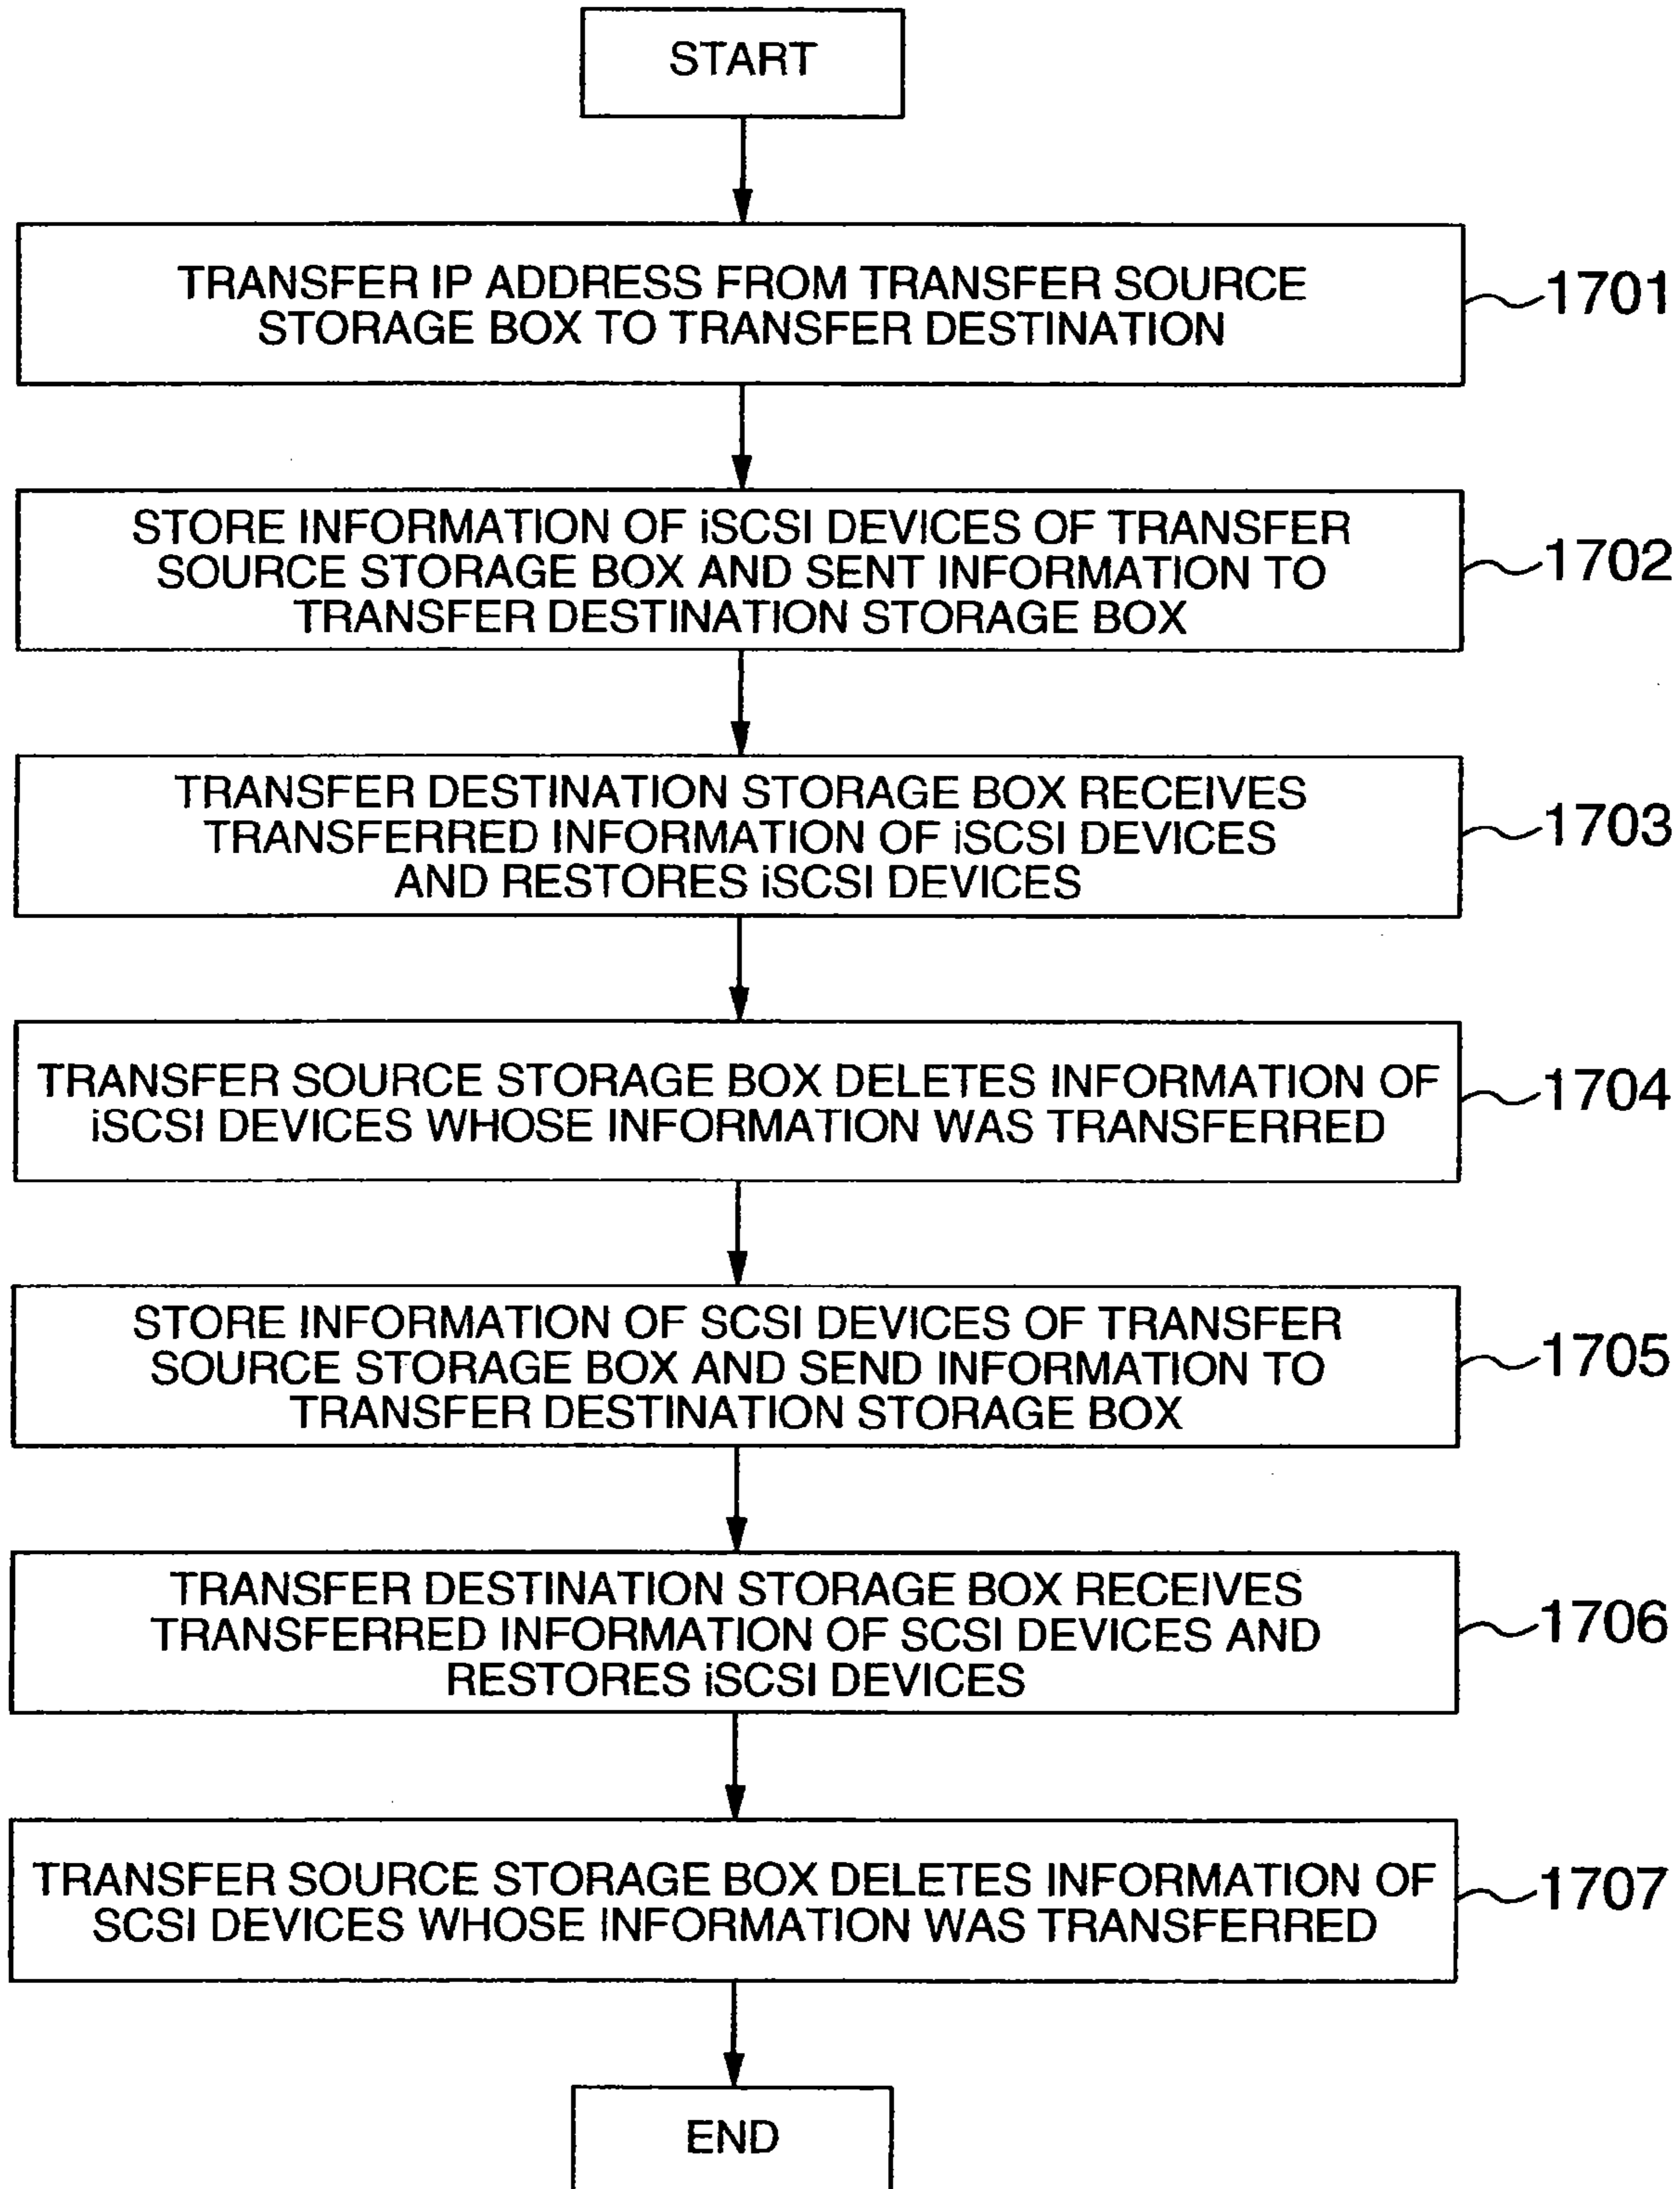 START
TRANSFER IP ADDRESS FROM TRANSFER SOURCE
STORAGE BOX TO TRANSFER DESTINATION
1701
STORE INFORMATION OF iSCSI DEVICES OF TRANSFER
SOURCE STORAGE BOX AND SENT INFORMATION TO
TRANSFER DESTINATION STORAGE BOX
1702
TRANSFER DESTINATION STORAGE BOX RECEIVES
TRANSFERRED INFORMATION OF iSCSI DEVICES
AND RESTORES iSCSI DEVICES
1703
TRANSFER SOURCE STORAGE BOX DELETES INFORMATION OF
iSCSI DEVICES WHOSE INFORMATION WAS TRANSFERRED
1704
STORE INFORMATION OF SCSI DEVICES OF TRANSFER
SOURCE STORAGE BOX AND SEND INFORMATION TO
TRANSFER DESTINATION STORAGE BOX
1705
TRANSFER DESTINATION STORAGE BOX RECEIVES
TRANSFERRED INFORMATION OF SCSI DEVICES AND
RESTORES iSCSI DEVICES
1706
TRANSFER SOURCE STORAGE BOX DELETES INFORMATION OF
SCSI DEVICES WHOSE INFORMATION WAS TRANSFERRED
1707
END